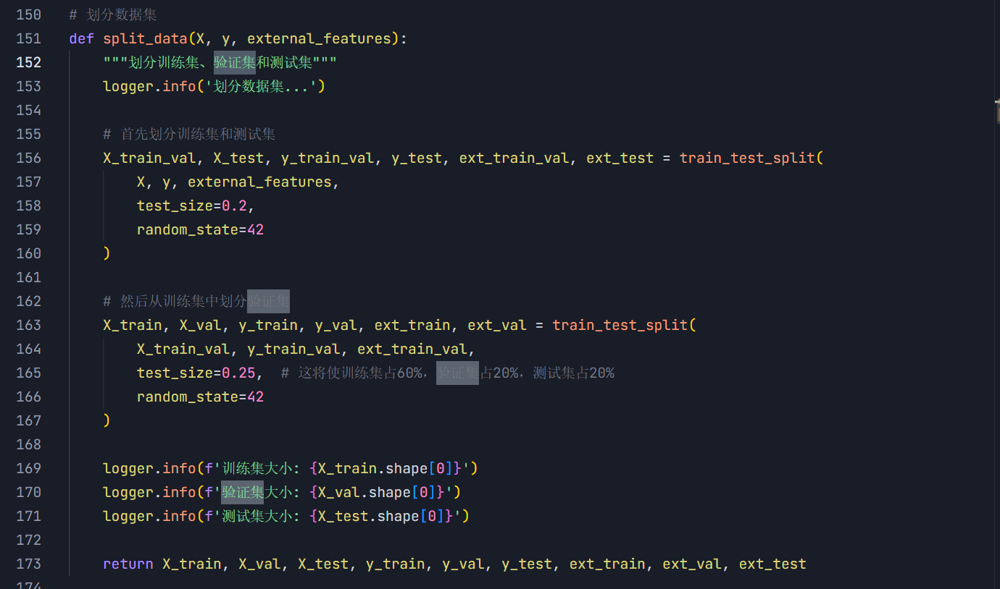 150 # 划分数据集
151 def split_data(X, y, external_features):
152     """划分训练集、验证集和测试集"""
153     logger.info('划分数据集...')
154
155     # 首先划分训练集和测试集
156     X_train_val, X_test, y_train_val, y_test, ext_train_val, ext_test = train_test_split(
157         X, y, external_features,
158         test_size=0.2,
159         random_state=42
160     )
161
162     # 然后从训练集中划分验证集
163     X_train, X_val, y_train, y_val, ext_train, ext_val = train_test_split(
164         X_train_val, y_train_val, ext_train_val,
165         test_size=0.25,  # 这将使训练集占60%，验证集占20%，测试集占20%
166         random_state=42
167     )
168
169     logger.info(f'训练集大小: {X_train.shape[0]}')
170     logger.info(f'验证集大小: {X_val.shape[0]}')
171     logger.info(f'测试集大小: {X_test.shape[0]}')
172
173     return X_train, X_val, X_test, y_train, y_val, y_test, ext_train, ext_val, ext_test
174